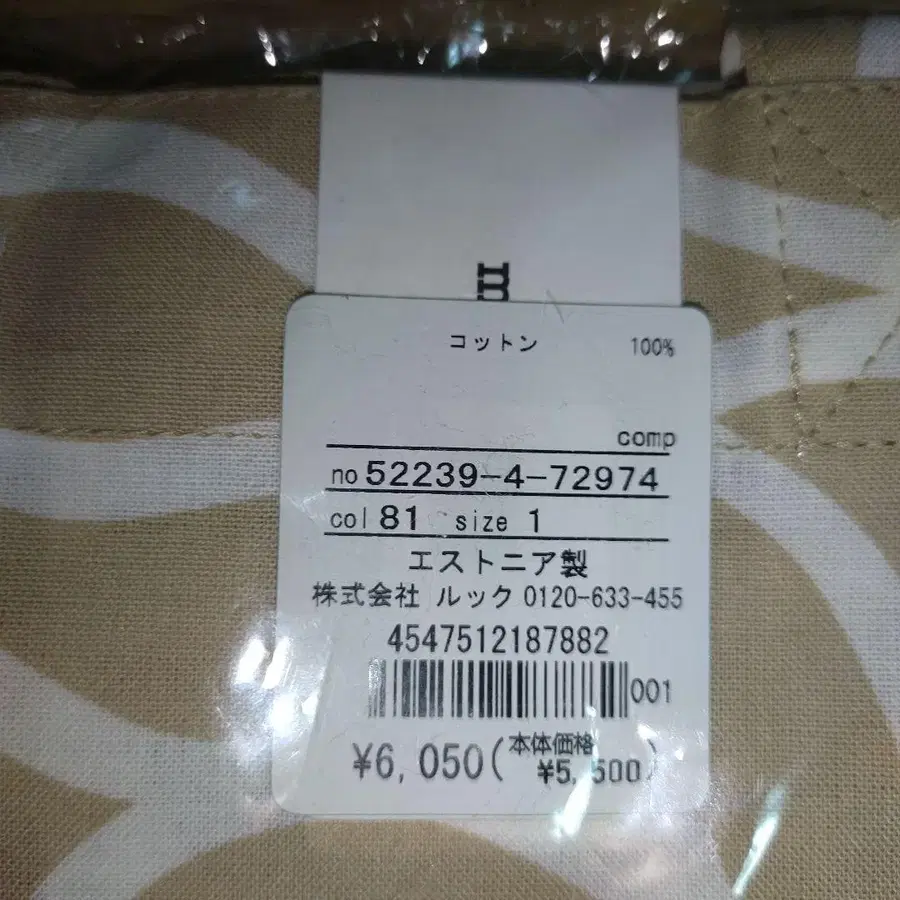 m
コットン 100%
comp
no 52239-4-72974
col 81 size 1
エストニア製
株式会社 ルック 0120-633-455
4547512187882
001
¥6,050(本体価格 ¥5,500)